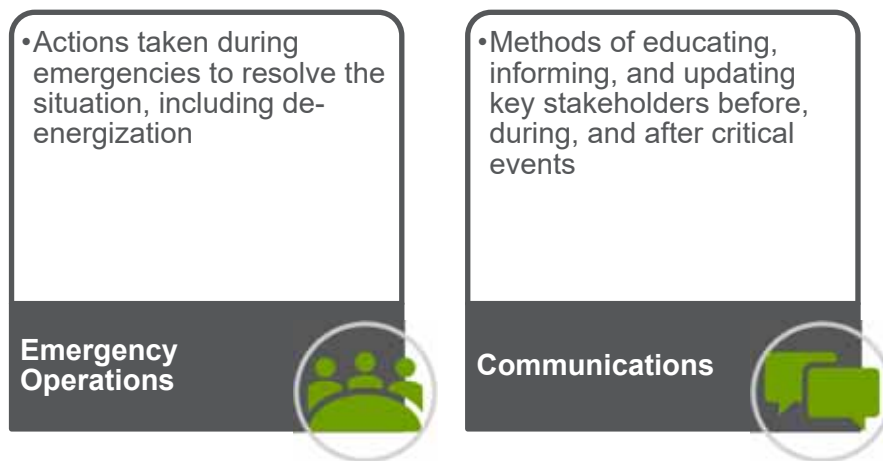 •Actions taken during
emergencies to resolve the
situation, including de-
energization
Emergency
Operations
•Methods of educating,
informing, and updating
key stakeholders before,
during, and after critical
events
Communications